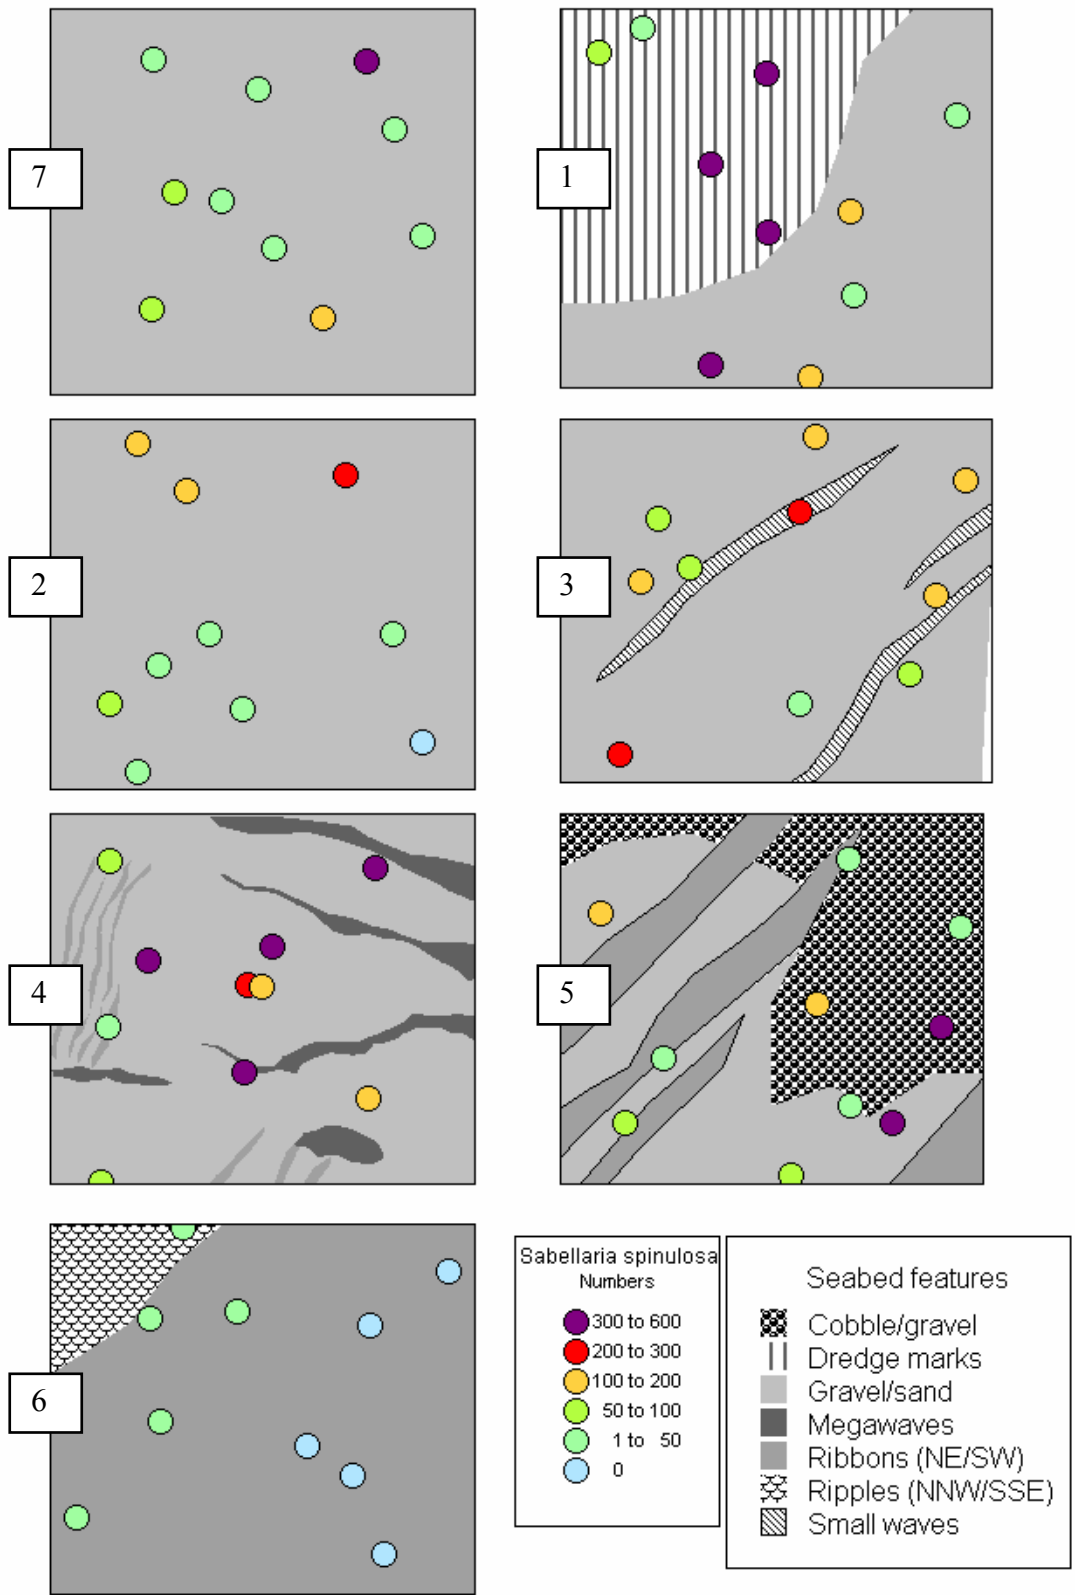 7
1
2
3
4
5
6
Sabellaria spinulosa
Numbers
300 to 600
200 to 300
100 to 200
50 to 100
1 to 50
0
Seabed features
Cobble/gravel
Dredge marks
Gravel/sand
Megawaves
Ribbons (NE/SW)
Ripples (NNW/SSE)
Small waves